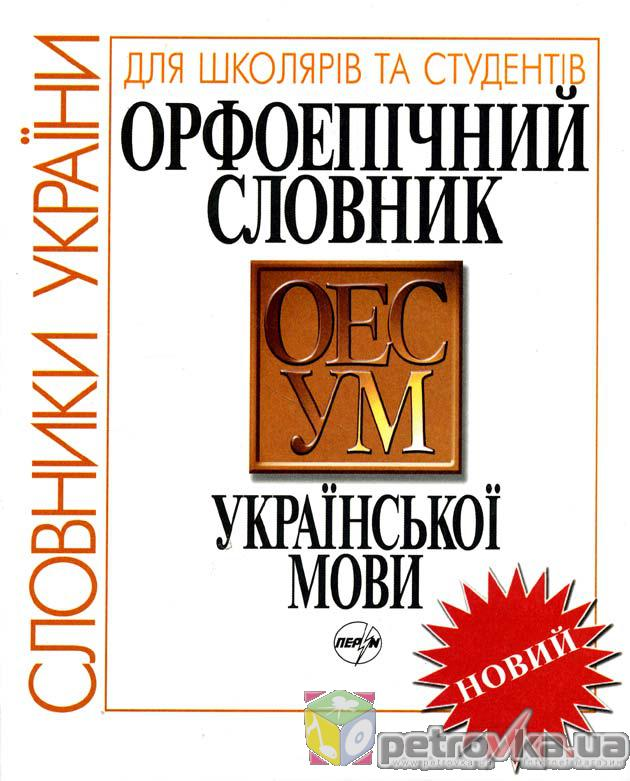 СЛОВНИКИ УКРАЇНИ
ДЛЯ ШКОЛЯРІВ ТА СТУДЕНТІВ
ОРФОЕПІЧНИЙ
СЛОВНИК
ОЕС
УМ
УКРАЇНСЬКОЇ
МОВИ
НОВИЙ
petrovka.ua